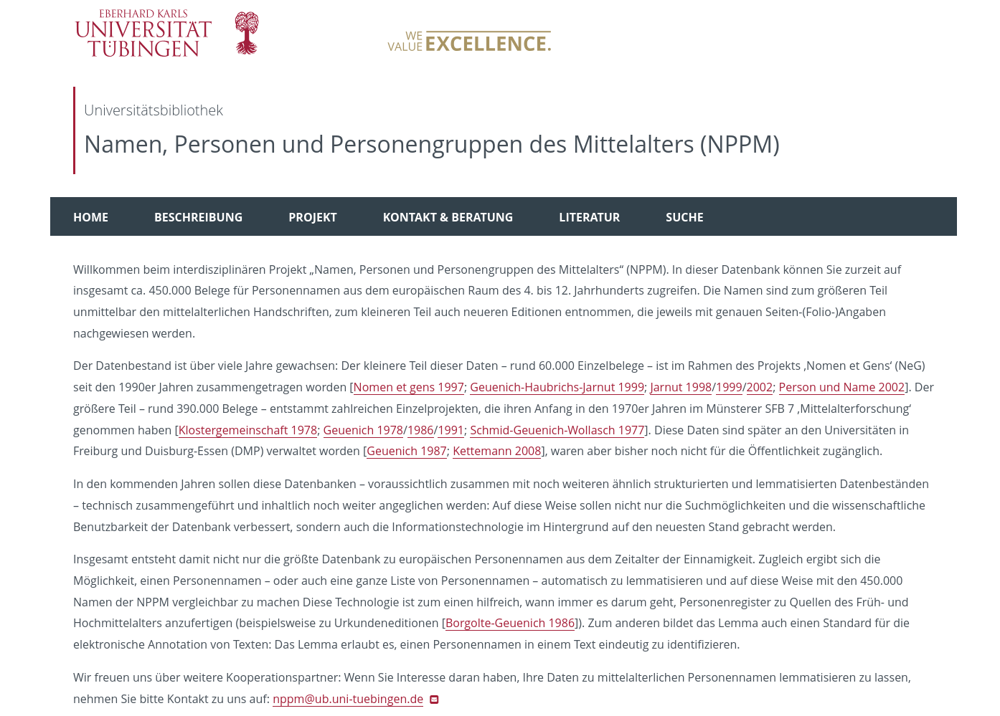 EBERHARD KARLS
UNIVERSITÄT
TÜBINGEN
WE
VALUE EXCELLENCE.
Universitätsbibliothek
Namen, Personen und Personengruppen des Mittelalters (NPPM)
HOME BESCHREIBUNG PROJEKT KONTAKT & BERATUNG LITERATUR SUCHE
Willkommen beim interdisziplinären Projekt „Namen, Personen und Personengruppen des Mittelalters“ (NPPM). In dieser Datenbank können Sie zurzeit auf
insgesamt ca. 450.000 Belege für Personennamen aus dem europäischen Raum des 4. bis 12. Jahrhunderts zugreifen. Die Namen sind zum größeren Teil
unmittelbar den mittelalterlichen Handschriften, zum kleineren Teil auch neueren Editionen entnommen, die jeweils mit genauen Seiten-(Folio-)Angaben
nachgewiesen werden.
Der Datenbestand ist über viele Jahre gewachsen: Der kleinere Teil dieser Daten – rund 60.000 Einzelbelege – ist im Rahmen des Projekts ‚Nomen et Gens‘ (NeG)
seit den 1990er Jahren zusammengetragen worden [Nomen et gens 1997; Geuenich-Haubrichs-Jarnut 1999; Jarnut 1998/1999/2002; Person und Name 2002]. Der
größere Teil – rund 390.000 Belege – entstammt zahlreichen Einzelprojekten, die ihren Anfang in den 1970er Jahren im Münsterer SFB 7 ‚Mittelalterforschung‘
genommen haben [Klostergemeinschaft 1978; Geuenich 1978/1986/1991; Schmid-Geuenich-Wollasch 1977]. Diese Daten sind später an den Universitäten in
Freiburg und Duisburg-Essen (DMP) verwaltet worden [Geuenich 1987; Kettemann 2008], waren aber bisher noch nicht für die Öffentlichkeit zugänglich.
In den kommenden Jahren sollen diese Datenbanken – voraussichtlich zusammen mit noch weiteren ähnlich strukturierten und lemmatisierten Datenbeständen
– technisch zusammengeführt und inhaltlich noch weiter angeglichen werden: Auf diese Weise sollen nicht nur die Suchmöglichkeiten und die wissenschaftliche
Benutzbarkeit der Datenbank verbessert, sondern auch die Informationstechnologie im Hintergrund auf den neuesten Stand gebracht werden.
Insgesamt entsteht damit nicht nur die größte Datenbank zu europäischen Personennamen aus dem Zeitalter der Einnamigkeit. Zugleich ergibt sich die
Möglichkeit, einen Personennamen – oder auch eine ganze Liste von Personennamen – automatisch zu lemmatisieren und auf diese Weise mit den 450.000
Namen der NPPM vergleichbar zu machen Diese Technologie ist zum einen hilfreich, wann immer es darum geht, Personenregister zu Quellen des Früh- und
Hochmittelalters anzufertigen (beispielsweise zu Urkundeneditionen [Borgolte-Geuenich 1986]). Zum anderen bildet das Lemma auch einen Standard für die
elektronische Annotation von Texten: Das Lemma erlaubt es, einen Personennamen in einem Text eindeutig zu identifizieren.
Wir freuen uns über weitere Kooperationspartner: Wenn Sie Interesse daran haben, Ihre Daten zu mittelalterlichen Personennamen lemmatisieren zu lassen,
nehmen Sie bitte Kontakt zu uns auf: nppm@ub.uni-tuebingen.de